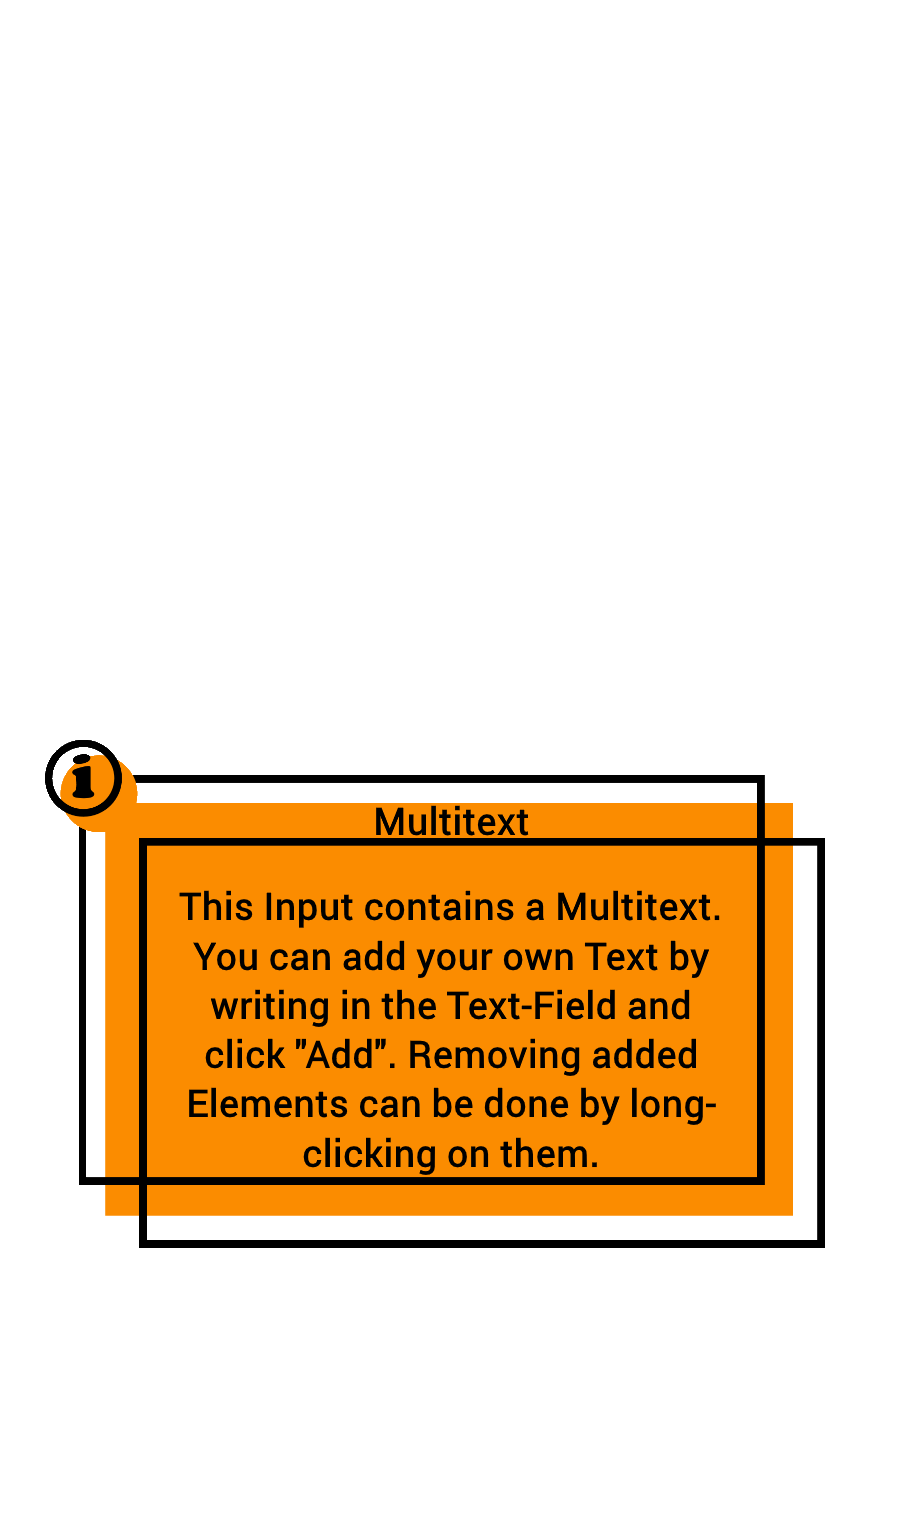 i
Multitext
This Input contains a Multitext.
You can add your own Text by
writing in the Text-Field and
click "Add". Removing added
Elements can be done by long-
clicking on them.